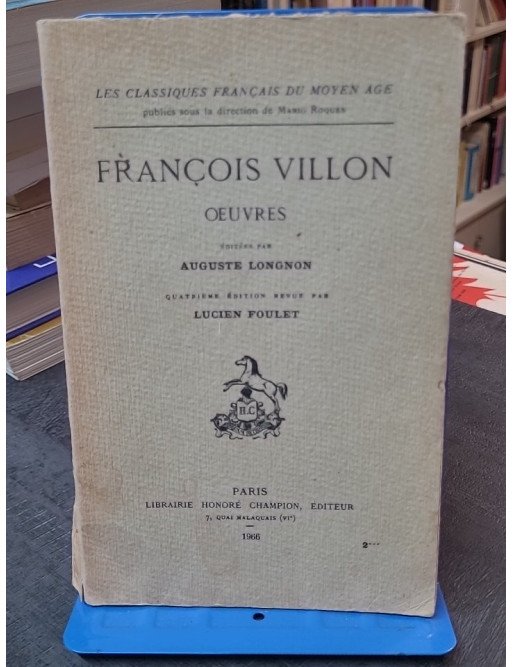 LES CLASSIQUES FRANÇAIS DU MOYEN AGE
publiés sous la direction de MARIO ROQUES
FRANÇOIS VILLON
OEUVRES
ÉDITÉES PAR
AUGUSTE LONGNON
QUATRIÈME ÉDITION REVUE PAR
LUCIEN FOULET
H.C
PARIS
LIBRAIRIE HONORÉ CHAMPION, ÉDITEUR
7, QUAI MALAQUAIS (VIe)
1966
2***